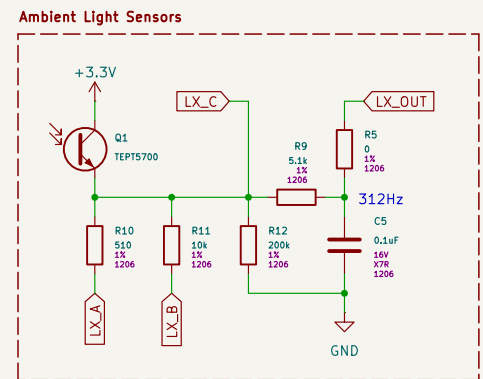 Ambient Light Sensors
+3.3V
LX_C
LX_OUT
Q1
TEPT5700
R9
5.1k
1%
1206
R5
0
1%
1206
312Hz
R10
510
1%
1206
R11
10k
1%
1206
R12
200k
1%
1206
C5
0.1uF
16V
X7R
1206
LX_A
LX_B
GND